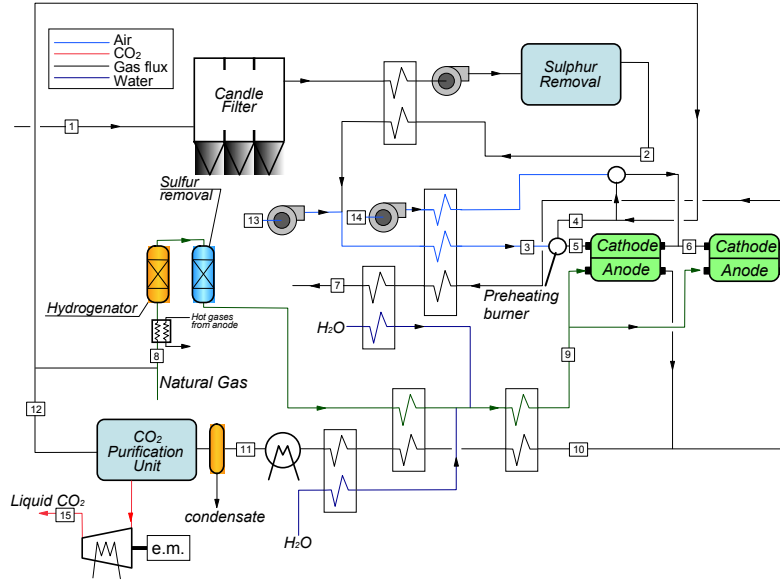 Air
CO₂
Gas flux
Water
Candle
Filter
Sulphur
Removal
1
2
Sulfur
removal
13
14
4
3
5
Cathode
Anode
6
Cathode
Anode
Preheating
burner
7
Hydrogenator
Hot gases
from anode
H₂O
8
Natural Gas
9
12
CO₂
Purification
Unit
11
10
condensate
H₂O
Liquid CO₂
15
e.m.